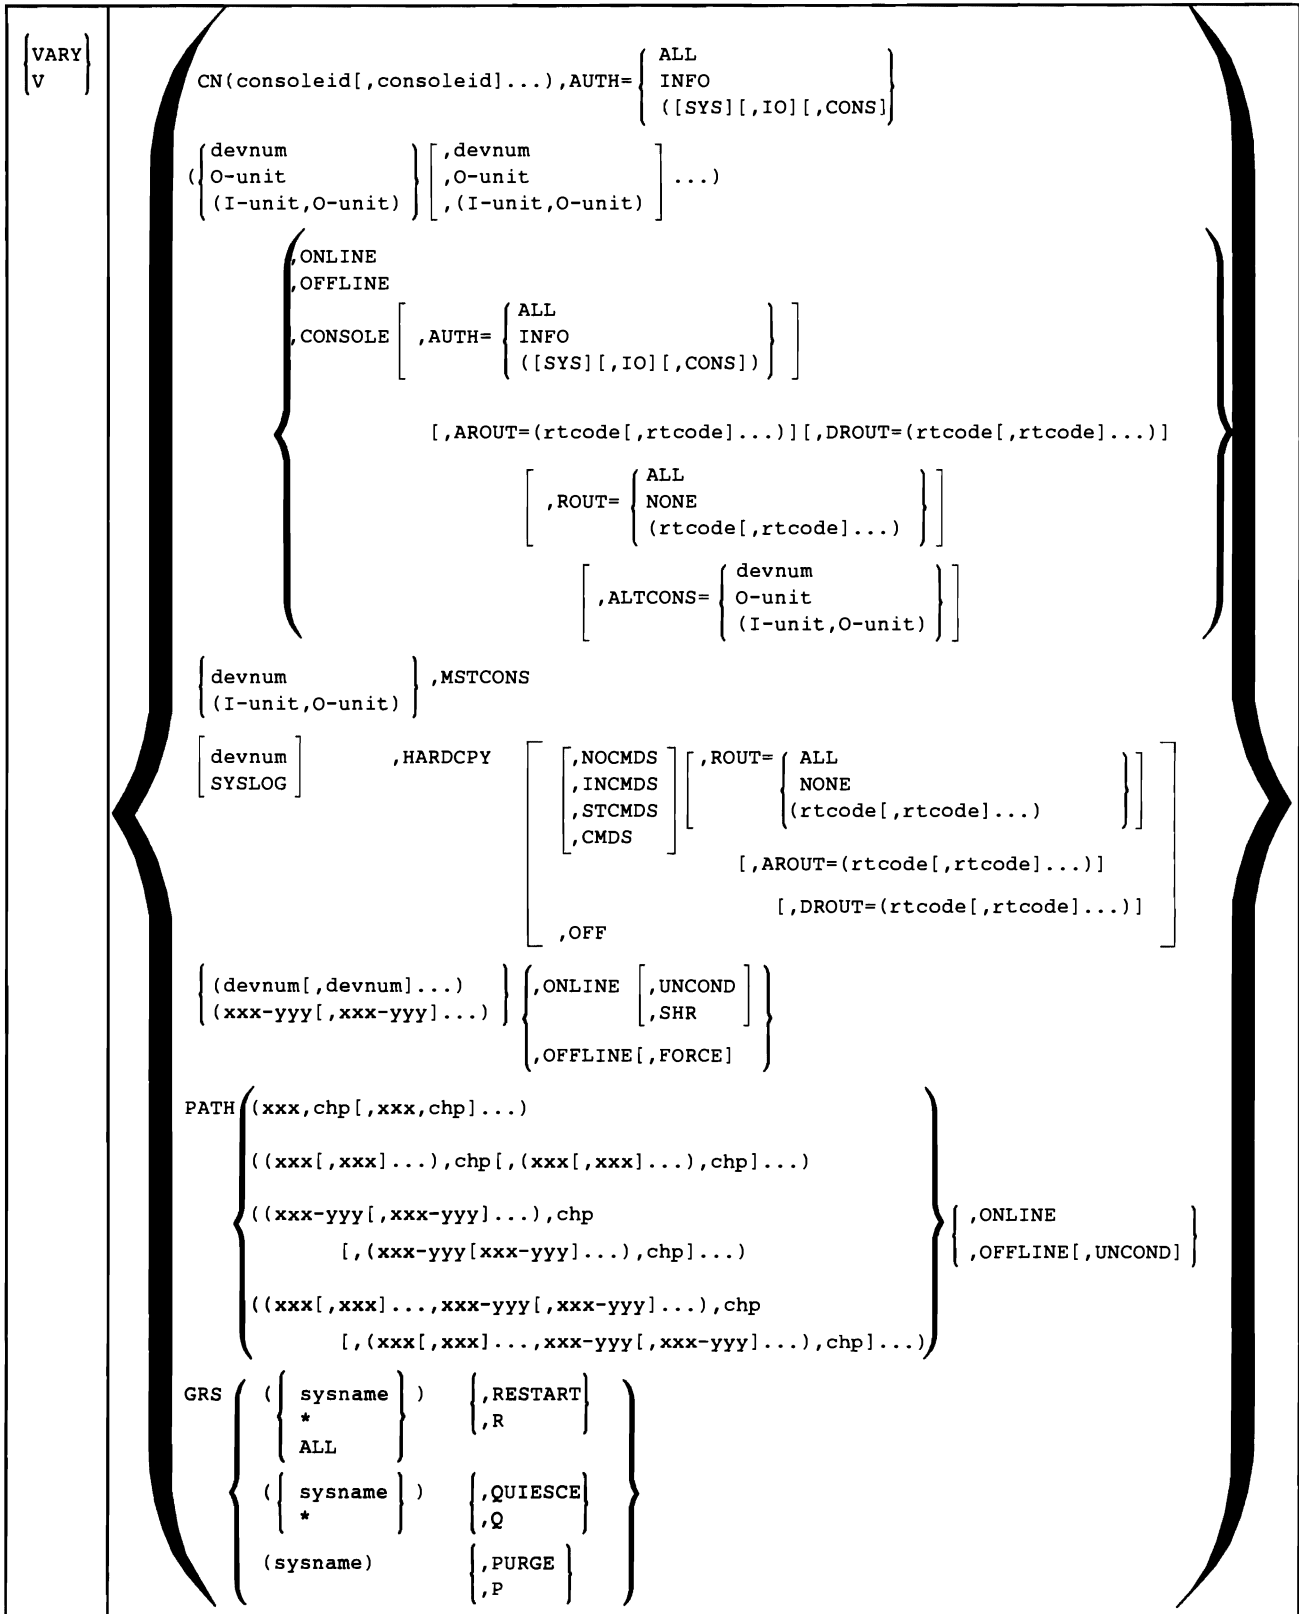 VARY
V
CN(consoleid[,consoleid]...),AUTH= ALL
INFO
([SYS][,IO][,CONS]
( devnum ,devnum
O-unit ,O-unit ...)
(I-unit,O-unit) ,(I-unit,O-unit)
,ONLINE
,OFFLINE
,CONSOLE [ ,AUTH= { ALL
INFO
([SYS][,IO][,CONS]) } ]
[,AROUT=(rtcode[,rtcode]...)][,DROUT=(rtcode[,rtcode]...)]
[ ,ROUT= { ALL
NONE
(rtcode[,rtcode]...) } ]
[ ,ALTCONS= { devnum
O-unit
(I-unit,O-unit) } ]
{ devnum
(I-unit,O-unit) } ,MSTCONS
[ devnum
SYSLOG ] ,HARDCPY
[ ,NOCMDS
,INCMDS
,STCMDS
,CMDS ]
[ ,ROUT= { ALL
NONE
(rtcode[,rtcode]...) } ]
[,AROUT=(rtcode[,rtcode]...)]
[,DROUT=(rtcode[,rtcode]...)]
,OFF
{ (devnum[,devnum]...)
(xxx-yyy[,xxx-yyy]...) }
{ ,ONLINE [ ,UNCOND
,SHR ]
,OFFLINE[,FORCE] }
PATH (xxx,chp[,xxx,chp]...)
((xxx[,xxx]...),chp[,(xxx[,xxx]...),chp]...)
((xxx-yyy[,xxx-yyy]...),chp
[,(xxx-yyy[xxx-yyy]...),chp]...)
((xxx[,xxx]...,xxx-yyy[,xxx-yyy]...),chp
[,(xxx[,xxx]...,xxx-yyy[,xxx-yyy]...),chp]...)
{ ,ONLINE
,OFFLINE[,UNCOND] }
GRS ( { sysname
*
ALL } ) { ,RESTART
,R }
( { sysname
* } ) { ,QUIESCE
,Q }
(sysname) { ,PURGE
,P }